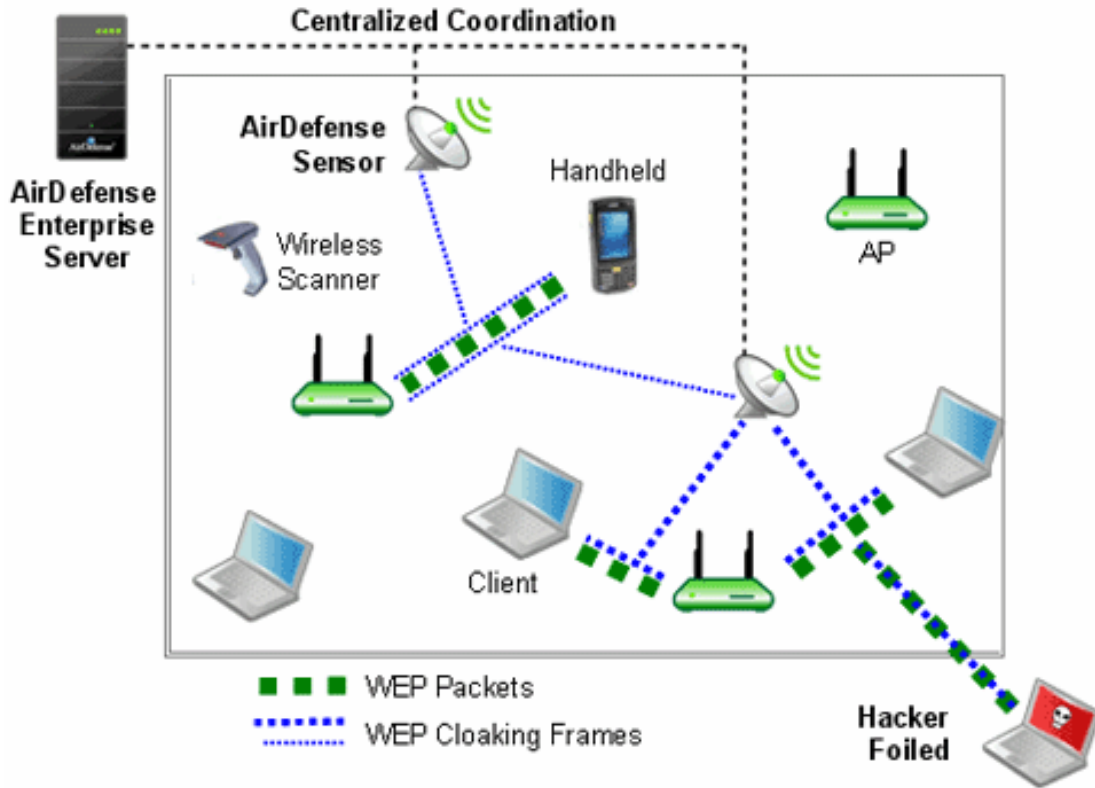 Centralized Coordination
AirDefense
Sensor
Handheld
AirDefense
AirDefense
Enterprise
Server
Wireless
Scanner
AP
Client
WEP Packets
WEP Cloaking Frames
Hacker
Foiled